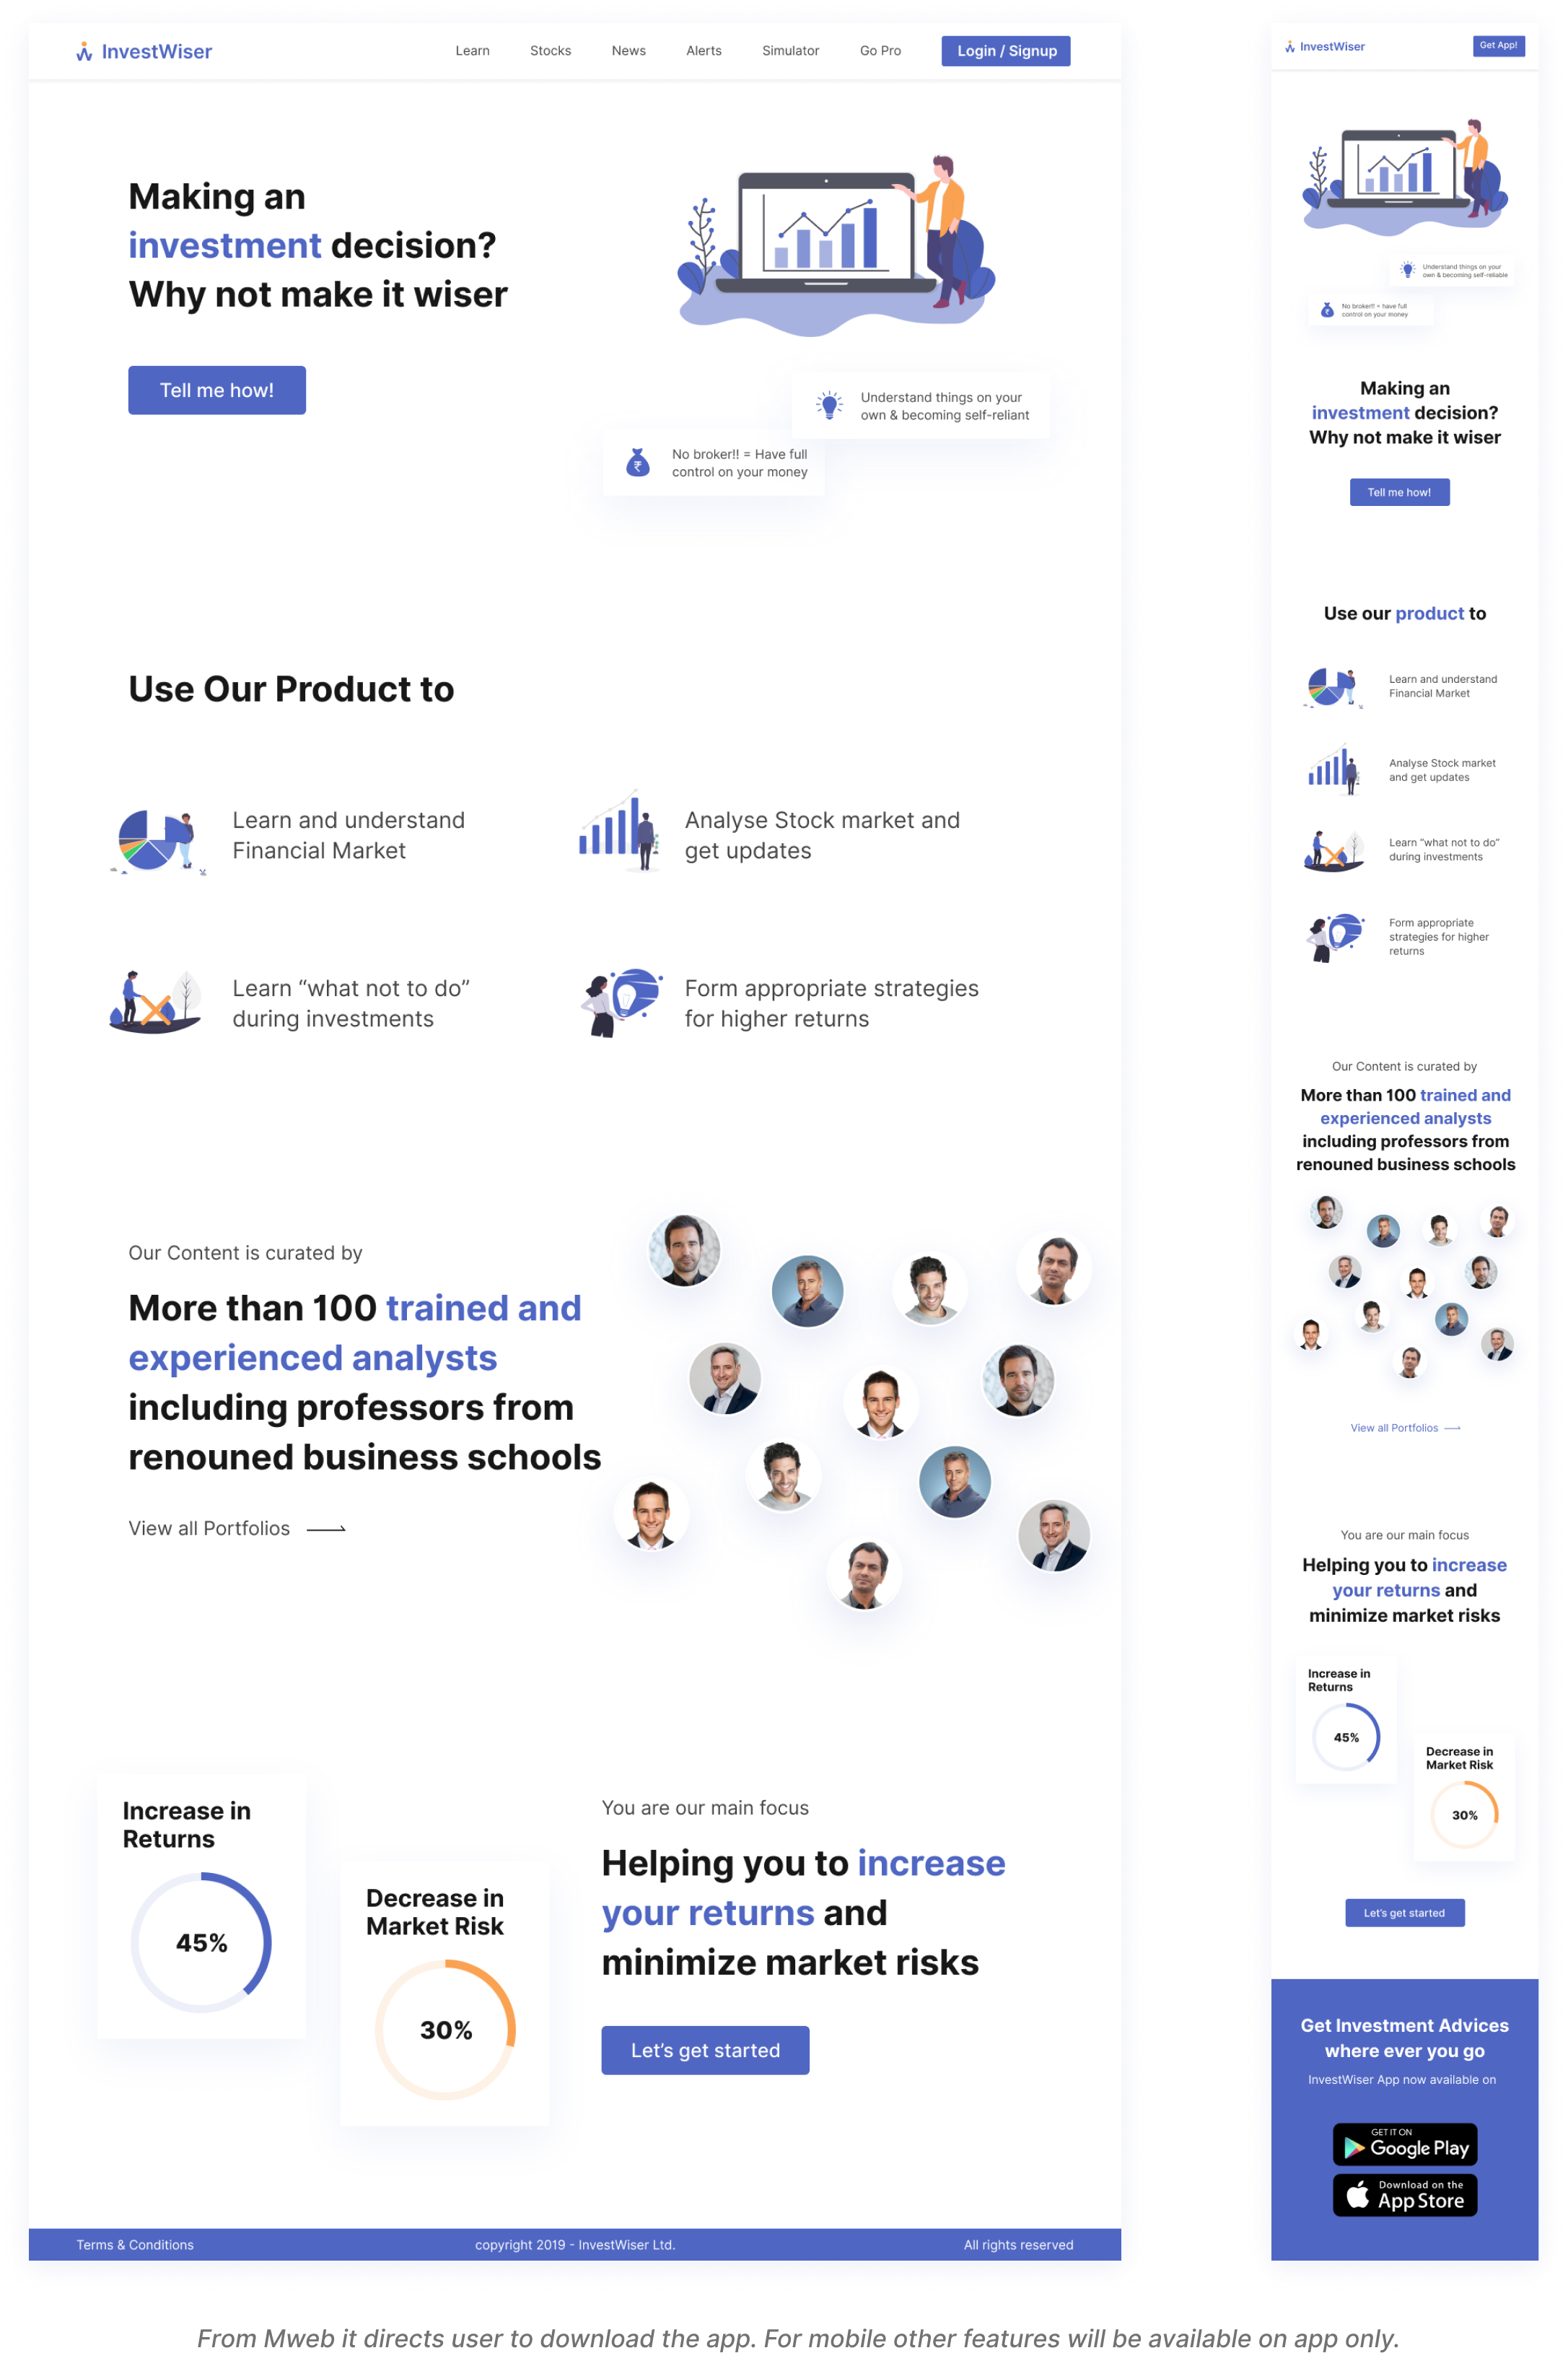 InvestWiser
Learn Stocks News Alerts Simulator Go Pro Login / Signup
Making an
investment decision?
Why not make it wiser
Tell me how!
Understand things on your
own & becoming self-reliant
No broker!! = Have full
control on your money
Use Our Product to
Learn and understand
Financial Market
Analyse Stock market and
get updates
Learn “what not to do”
during investments
Form appropriate strategies
for higher returns
Our Content is curated by
More than 100 trained and
experienced analysts
including professors from
renouned business schools
View all Portfolios
Increase in
Returns
45%
Decrease in
Market Risk
30%
You are our main focus
Helping you to increase
your returns and
minimize market risks
Let’s get started
Terms & Conditions copyright 2019 - InvestWiser Ltd. All rights reserved
InvestWiser
Get App!
Understand things on your
own & becoming self-reliable
No broker!! = have full
control on your money
Making an
investment decision?
Why not make it wiser
Tell me how!
Use our product to
Learn and understand
Financial Market
Analyse Stock market
and get updates
Learn “what not to do”
during investments
Form appropriate
strategies for higher
returns
Our Content is curated by
More than 100 trained and
experienced analysts
including professors from
renouned business schools
View all Portfolios
You are our main focus
Helping you to increase
your returns and
minimize market risks
Increase in
Returns
45%
Decrease in
Market Risk
30%
Let’s get started
Get Investment Advices
where ever you go
InvestWiser App now available on
GET IT ON
Google Play
Download on the
App Store
From Mweb it directs user to download the app. For mobile other features will be available on app only.